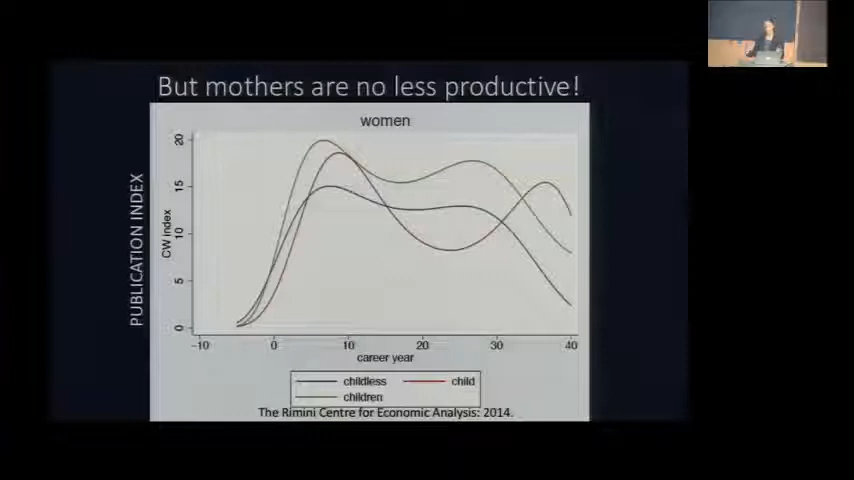 But mothers are no less productive!
women
PUBLICATION INDEX
CW index
20
15
10
5
0
-10 0 10 20 30 40
career year
childless child
children
The Rimini Centre for Economic Analysis: 2014.